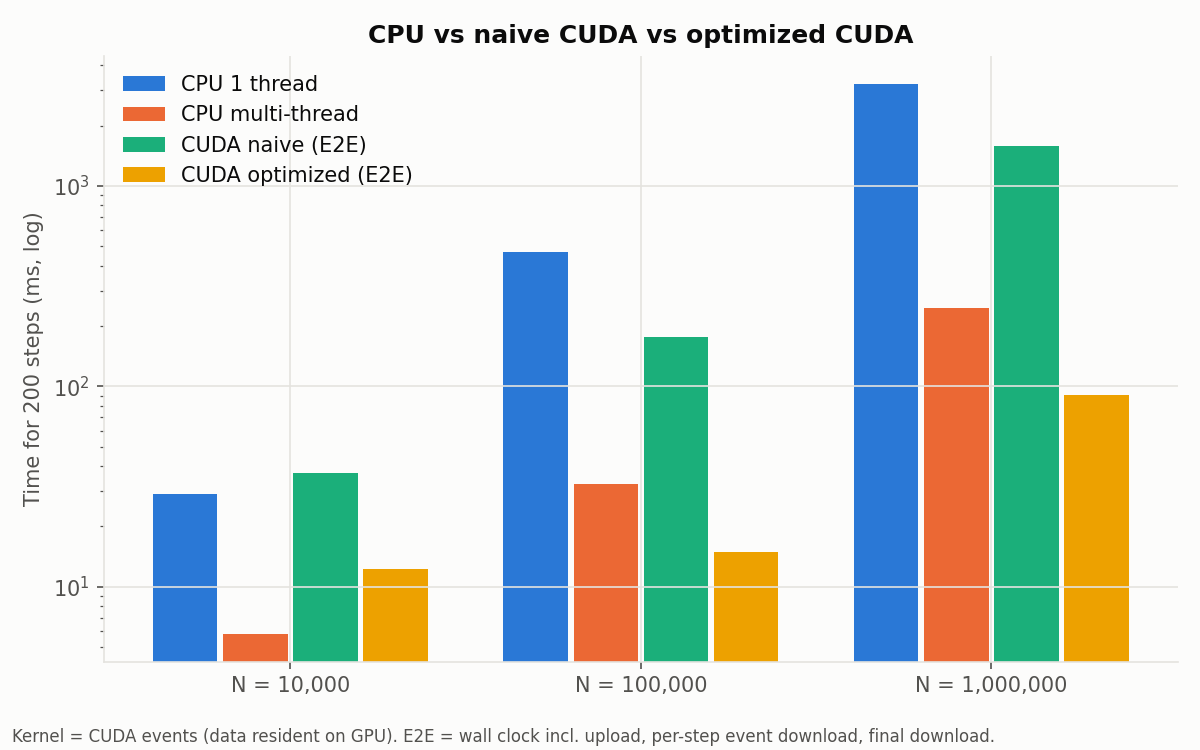 CPU vs naive CUDA vs optimized CUDA
CPU 1 thread
CPU multi-thread
CUDA naive (E2E)
CUDA optimized (E2E)
Time for 200 steps (ms, log)
10³
10²
10¹
N = 10,000
N = 100,000
N = 1,000,000
Kernel = CUDA events (data resident on GPU). E2E = wall clock incl. upload, per-step event download, final download.